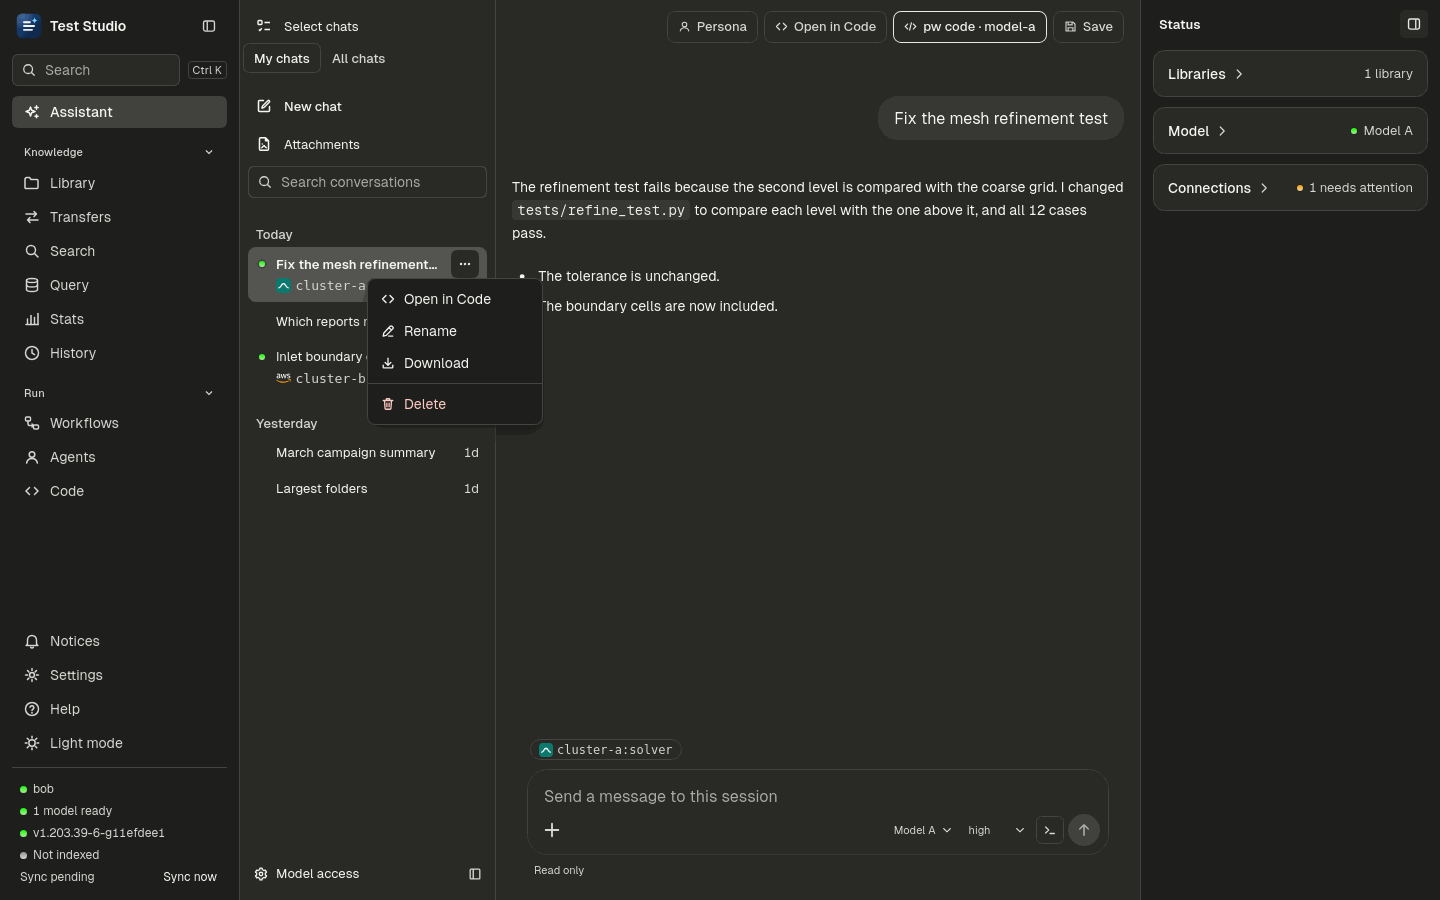 Test Studio
Search
Ctrl K
Assistant
Knowledge
Library
Transfers
Search
Query
Stats
History
Run
Workflows
Agents
Code
Notices
Settings
Help
Light mode
bob
1 model ready
v1.203.39-6-g11efdee1
Not indexed
Sync pending
Sync now
Select chats
My chats
All chats
New chat
Attachments
Search conversations
Today
Fix the mesh refinement...
cluster-a
Which reports
Inlet boundary
aws cluster-b
Open in Code
Rename
Download
Delete
Yesterday
March campaign summary 1d
Largest folders 1d
Model access
Persona
Open in Code
pw code · model-a
Save
Fix the mesh refinement test
The refinement test fails because the second level is compared with the coarse grid. I changed
tests/refine_test.py to compare each level with the one above it, and all 12 cases
pass.
The tolerance is unchanged.
The boundary cells are now included.
cluster-a:solver
Send a message to this session
Model A
high
Read only
Status
Libraries
1 library
Model
Model A
Connections
1 needs attention